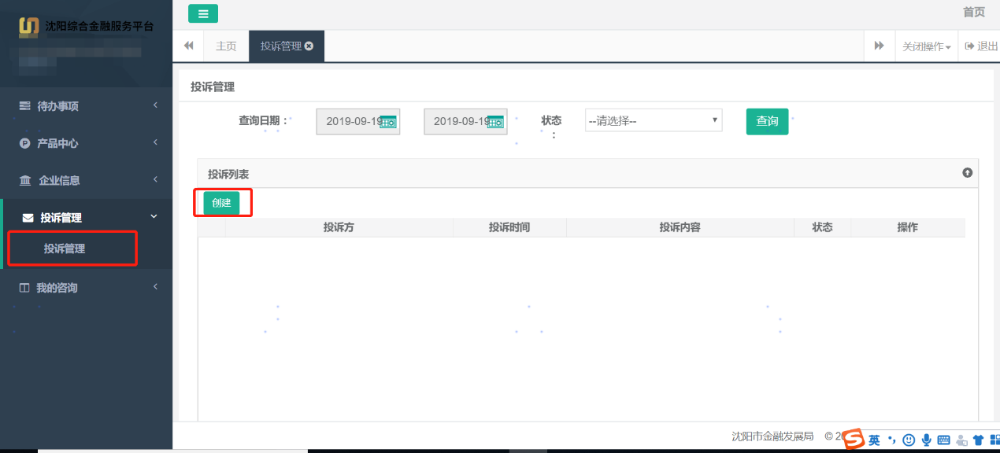 沈阳综合金融服务平台
首页
主页
投诉管理
关闭操作
退出
待办事项
产品中心
企业信息
投诉管理
投诉管理
我的咨询
投诉管理
查询日期：
2019-09-19
2019-09-19
状态：
--请选择--
查询
投诉列表
创建
投诉方 投诉时间 投诉内容 状态 操作
沈阳市金融发展局 ©
英